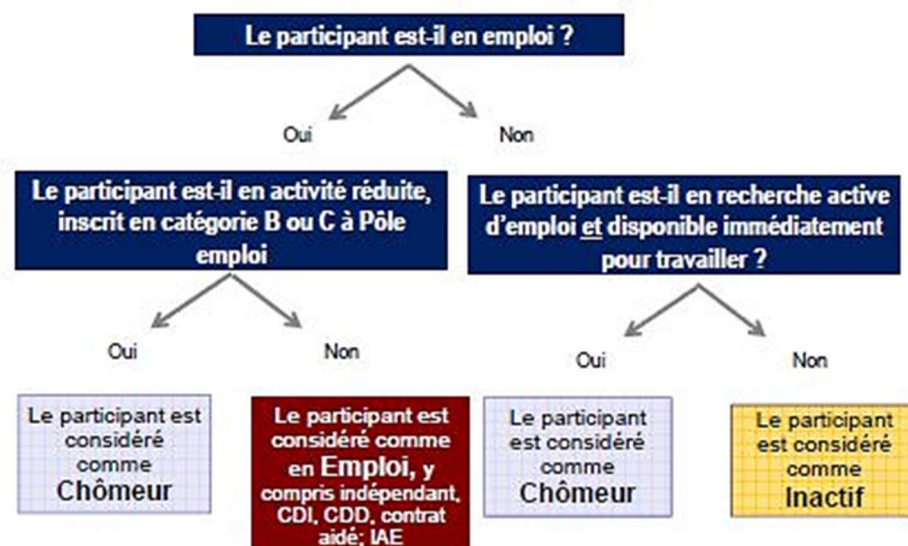 Le participant est-il en emploi ?
Oui
Non
Le participant est-il en activité réduite,
inscrit en catégorie B ou C à Pôle
emploi
Le participant est-il en recherche active
d'emploi et disponible immédiatement
pour travailler ?
Oui
Non
Oui
Non
Le participant est
considéré
comme
Chômeur
Le participant est
considéré comme
en Emploi, y
compris indépendant,
CDI, CDD, contrat
aidé; IAE
Le participant
est considéré
comme
Chômeur
Le participant
est considéré
comme
Inactif